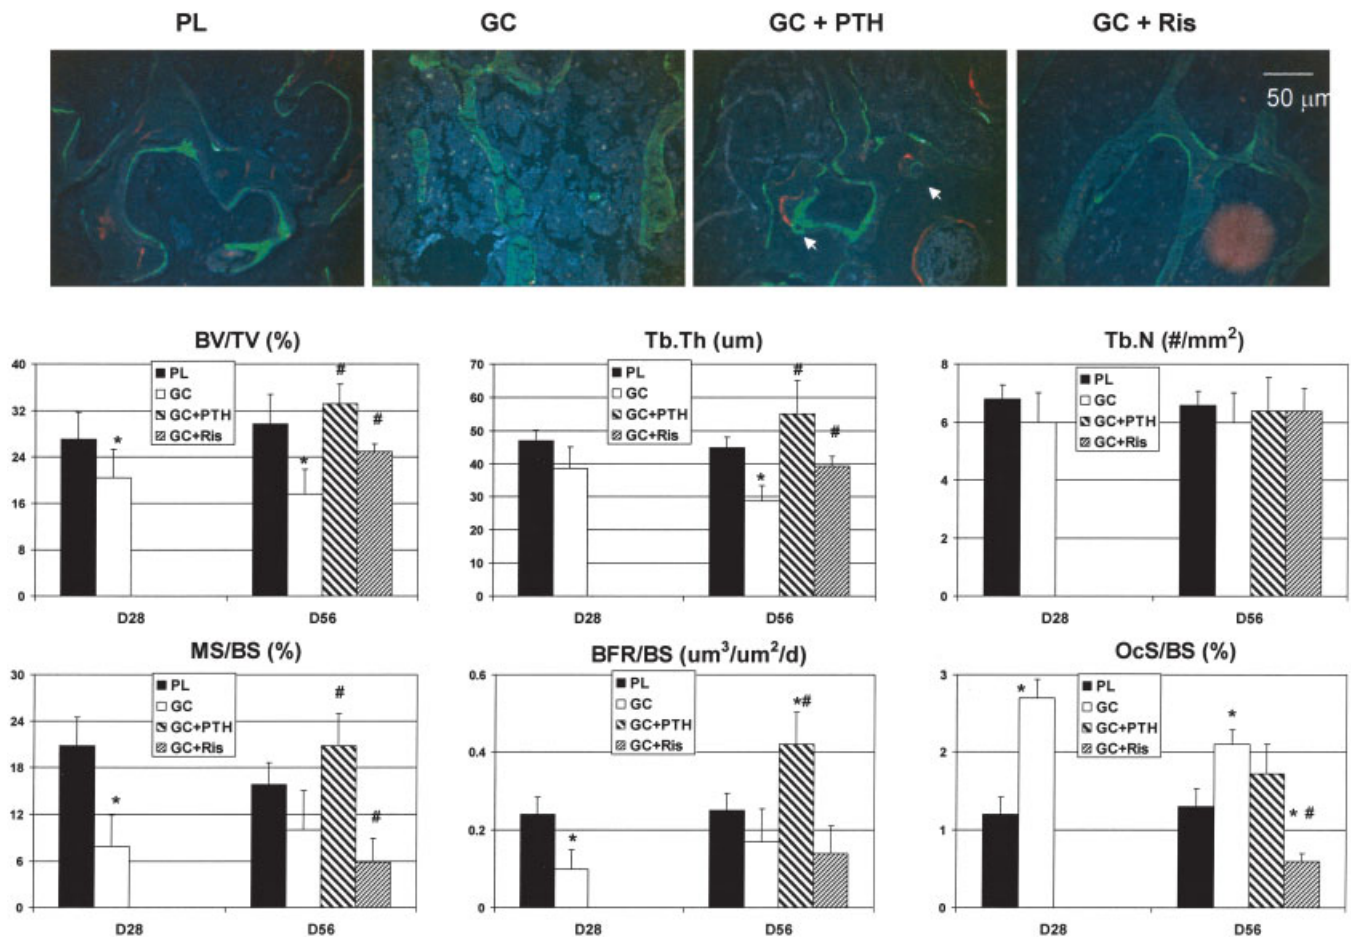 PL GC GC + PTH GC + Ris
50 μm
BV/TV (%)
40
32
24
16
8
0
PL
GC
GC+PTH
GC+Ris
*
*
#
#
D28 D56
Tb.Th (um)
70
60
50
40
30
20
10
0
PL
GC
GC+PTH
GC+Ris
*
#
#
D28 D56
Tb.N (#/mm²)
8
6
4
2
0
PL
GC
GC+PTH
GC+Ris
D28 D56
MS/BS (%)
30
24
18
12
6
0
PL
GC
GC+PTH
GC+Ris
*
#
#
D28 D56
BFR/BS (um³/um²/d)
0.6
0.4
0.2
0
PL
GC
GC+PTH
GC+Ris
*
*#
D28 D56
OcS/BS (%)
3
2
1
0
PL
GC
GC+PTH
GC+Ris
*
*
* #
D28 D56